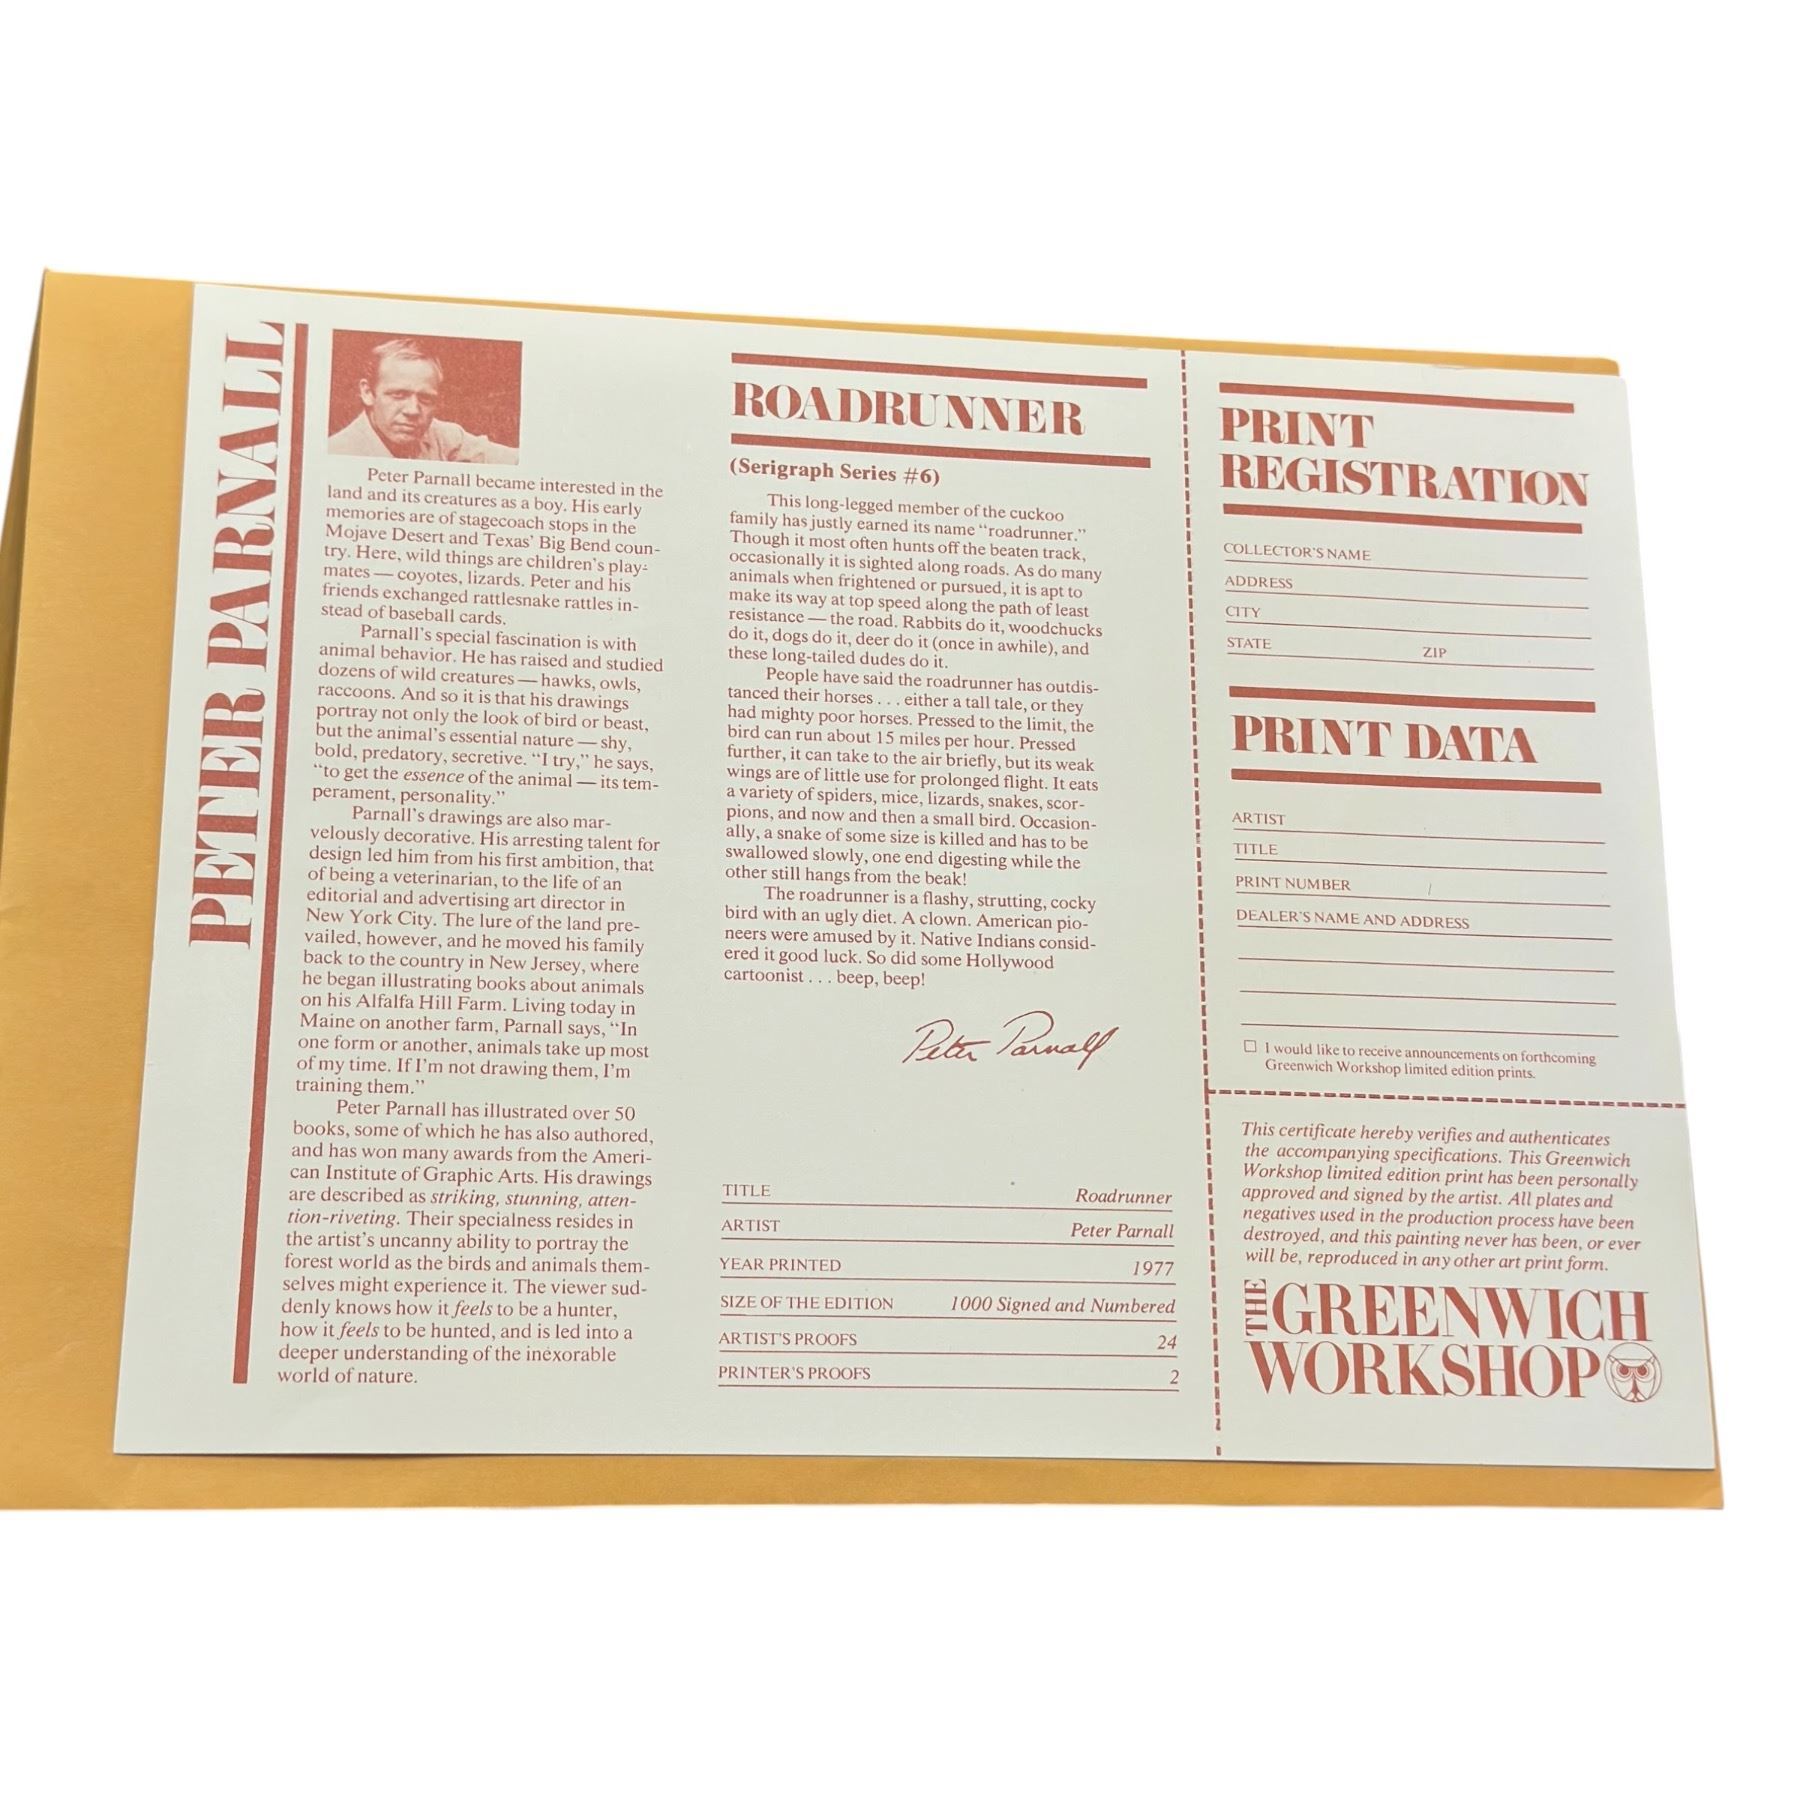 PETER PARNALL
Peter Parnall became interested in the
land and its creatures as a boy. His early
memories are of stagecoach stops in the
Mojave Desert and Texas' Big Bend coun-
try. Here, wild things are children's play-
mates — coyotes, lizards. Peter and his
friends exchanged rattlesnake rattles in-
stead of baseball cards.
Parnall's special fascination is with
animal behavior. He has raised and studied
dozens of wild creatures — hawks, owls,
raccoons. And so it is that his drawings
portray not only the look of bird or beast,
but the animal's essential nature — shy,
bold, predatory, secretive. "I try," he says,
"to get the essence of the animal — its tem-
perament, personality."
Parnall's drawings are also mar-
velously decorative. His arresting talent for
design led him from his first ambition, that
of being a veterinarian, to the life of an
editorial and advertising art director in
New York City. The lure of the land pre-
vailed, however, and he moved his family
back to the country in New Jersey, where
he began illustrating books about animals
on his Alfalfa Hill Farm. Living today in
Maine on another farm, Parnall says, "In
one form or another, animals take up most
of my time. If I'm not drawing them, I'm
training them."
Peter Parnall has illustrated over 50
books, some of which he has also authored,
and has won many awards from the Ameri-
can Institute of Graphic Arts. His drawings
are described as striking, stunning, atten-
tion-riveting. Their specialness resides in
the artist's uncanny ability to portray the
forest world as the birds and animals them-
selves might experience it. The viewer sud-
denly knows how it feels to be a hunter,
how it feels to be hunted, and is led into a
deeper understanding of the inexorable
world of nature.
ROADRUNNER
(Serigraph Series #6)
This long-legged member of the cuckoo
family has justly earned its name "roadrunner."
Though it most often hunts off the beaten track,
occasionally it is sighted along roads. As do many
animals when frightened or pursued, it is apt to
make its way at top speed along the path of least
resistance — the road. Rabbits do it, woodchucks
do it, dogs do it, deer do it (once in awhile), and
these long-tailed dudes do it.
People have said the roadrunner has outdis-
tanced their horses . . . either a tall tale, or they
had mighty poor horses. Pressed to the limit, the
bird can run about 15 miles per hour. Pressed
further, it can take to the air briefly, but its weak
wings are of little use for prolonged flight. It eats
a variety of spiders, mice, lizards, snakes, scor-
pions, and now and then a small bird. Occasion-
ally, a snake of some size is killed and has to be
swallowed slowly, one end digesting while the
other still hangs from the beak!
The roadrunner is a flashy, strutting, cocky
bird with an ugly diet. A clown. American pio-
neers were amused by it. Native Indians consid-
ered it good luck. So did some Hollywood
cartoonist . . . beep, beep!
Peter Parnall
TITLE Roadrunner
ARTIST Peter Parnall
YEAR PRINTED 1977
SIZE OF THE EDITION 1000 Signed and Numbered
ARTIST'S PROOFS 24
PRINTER'S PROOFS 2
PRINT
REGISTRATION
COLLECTOR'S NAME
ADDRESS
CITY
STATE ZIP
PRINT DATA
ARTIST
TITLE
PRINT NUMBER /
DEALER'S NAME AND ADDRESS
☐ I would like to receive announcements on forthcoming
Greenwich Workshop limited edition prints.
This certificate hereby verifies and authenticates
the accompanying specifications. This Greenwich
Workshop limited edition print has been personally
approved and signed by the artist. All plates and
negatives used in the production process have been
destroyed, and this painting never has been, or ever
will be, reproduced in any other art print form.
THE GREENWICH
WORKSHOP